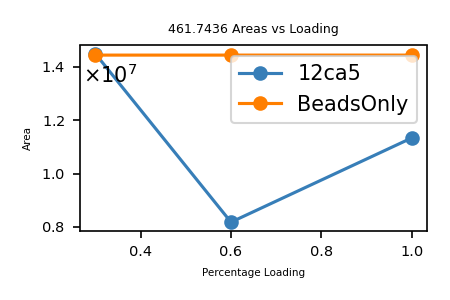 461.7436 Areas vs Loading
×10⁷
1.4
1.2
1.0
0.8
Area
12ca5
BeadsOnly
0.4 0.6 0.8 1.0
Percentage Loading